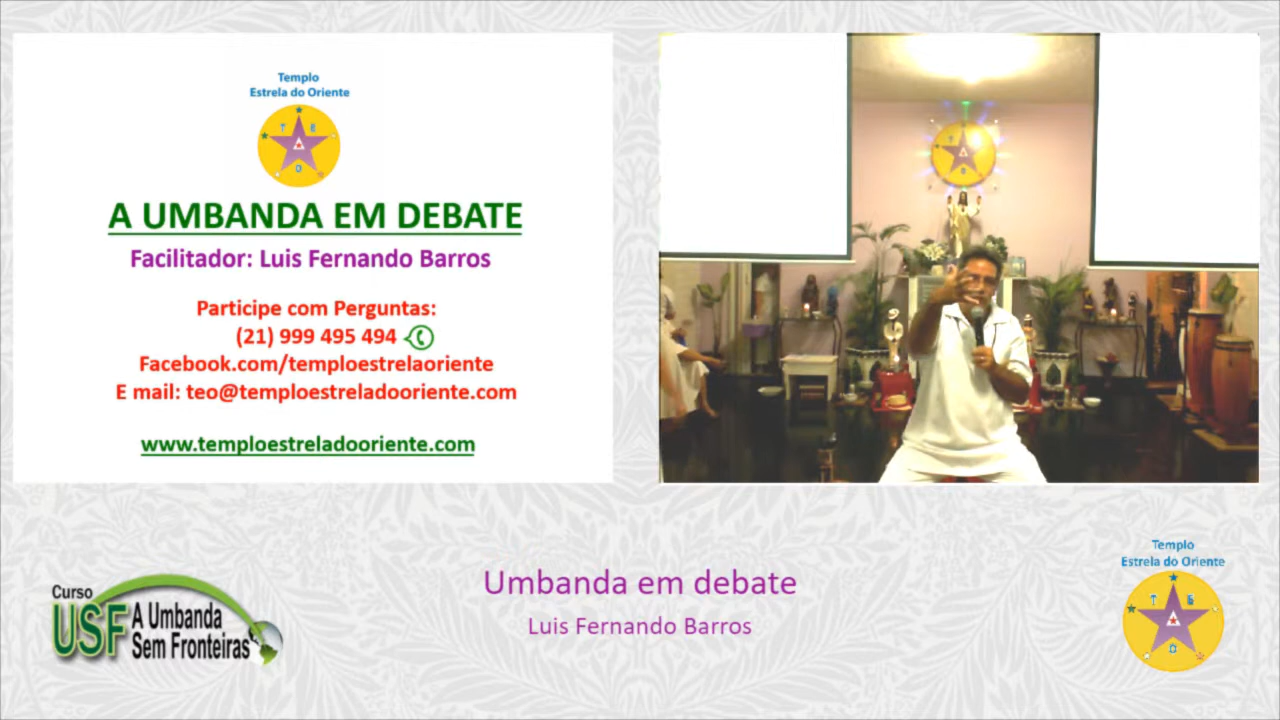 Templo
Estrela do Oriente
T E
O
A UMBANDA EM DEBATE
Facilitador: Luis Fernando Barros
Participe com Perguntas:
(21) 999 495 494
Facebook.com/temploestrelaoriente
E mail: teo@temploestreladooriente.com
www.temploestreladooriente.com
Umbanda em debate
Luis Fernando Barros
Curso
USF A Umbanda
Sem Fronteiras
Templo
Estrela do Oriente
T E
O